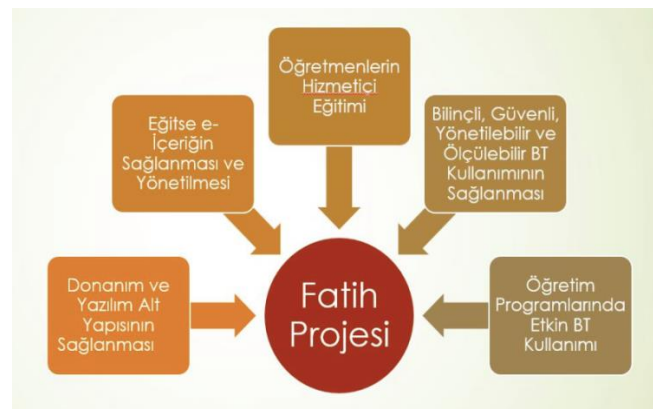 Öğretmenlerin
Hizmetiçi
Eğitimi
Eğitse e-
İçeriğin
Sağlanması ve
Yönetilmesi
Bilinçli, Güvenli,
Yönetilebilir ve
Ölçülebilir BT
Kullanımının
Sağlanması
Donanım ve
Yazılım Alt
Yapısının
Sağlanması
Fatih
Projesi
Öğretim
Programlarında
Etkin BT
Kullanımı